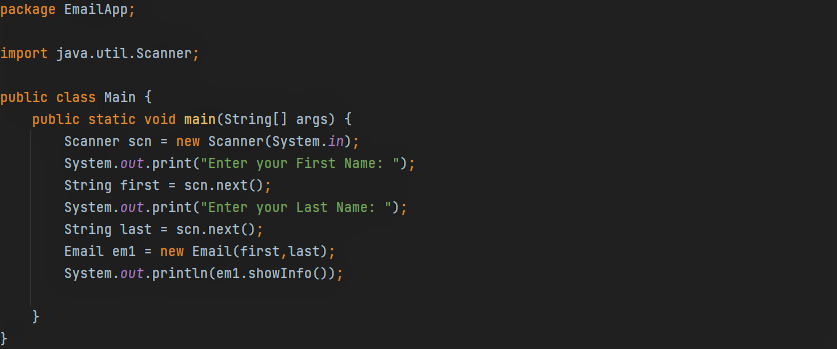 package EmailApp;
import java.util.Scanner;
public class Main {
public static void main(String[] args) {
Scanner scn = new Scanner(System.in);
System.out.print("Enter your First Name: ");
String first = scn.next();
System.out.print("Enter your Last Name: ");
String last = scn.next();
Email em1 = new Email(first,last);
System.out.println(em1.showInfo());
}
}